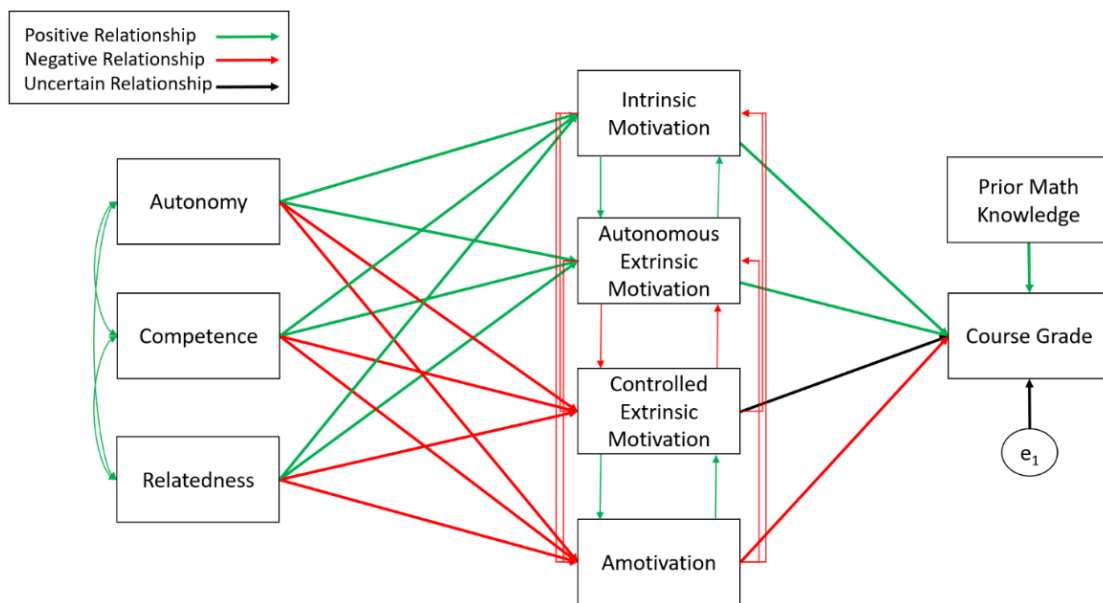 Positive Relationship
Negative Relationship
Uncertain Relationship
Intrinsic
Motivation
Autonomy
Prior Math
Knowledge
Autonomous
Extrinsic
Motivation
Competence
Course Grade
Controlled
Extrinsic
Motivation
Relatedness
e₁
Amotivation